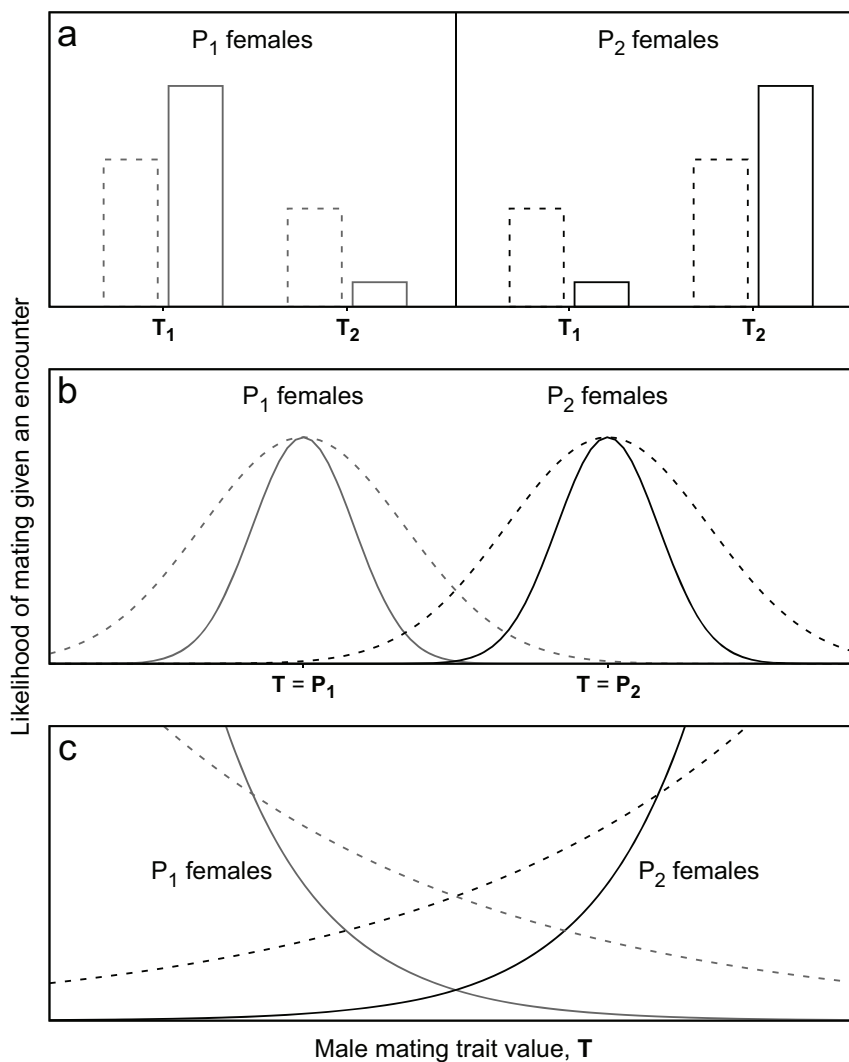 a
P1 females
P2 females
T1
T2
T1
T2
b
P1 females
P2 females
T = P1
T = P2
c
P1 females
P2 females
Likelihood of mating given an encounter
Male mating trait value, T